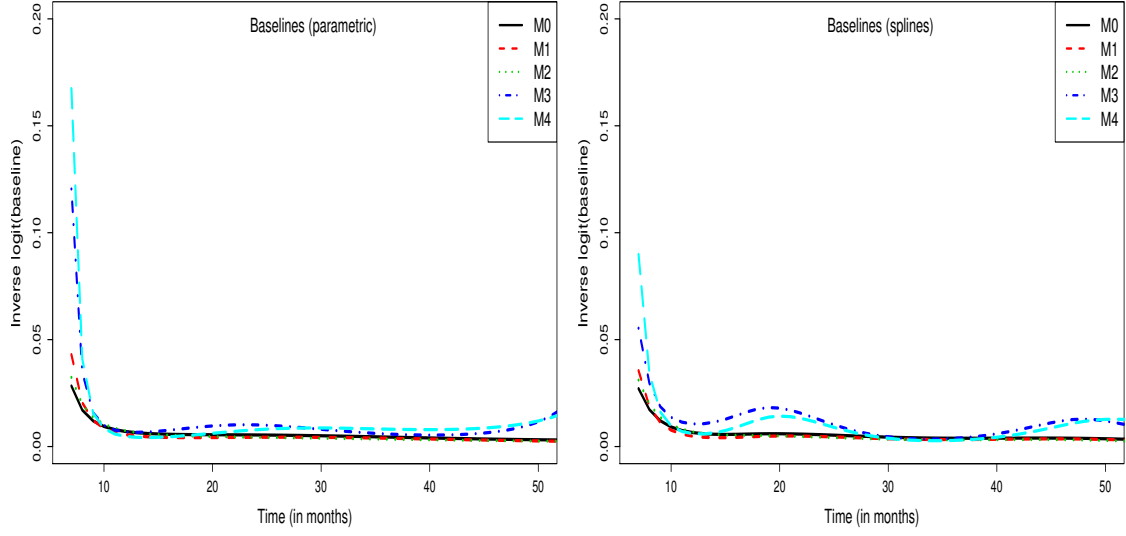 Baselines (parametric)
M0
M1
M2
M3
M4
Inverse logit(baseline)
0.00
0.05
0.10
0.15
0.20
10
20
30
40
50
Time (in months)
Baselines (splines)
M0
M1
M2
M3
M4
Inverse logit(baseline)
0.00
0.05
0.10
0.15
0.20
10
20
30
40
50
Time (in months)